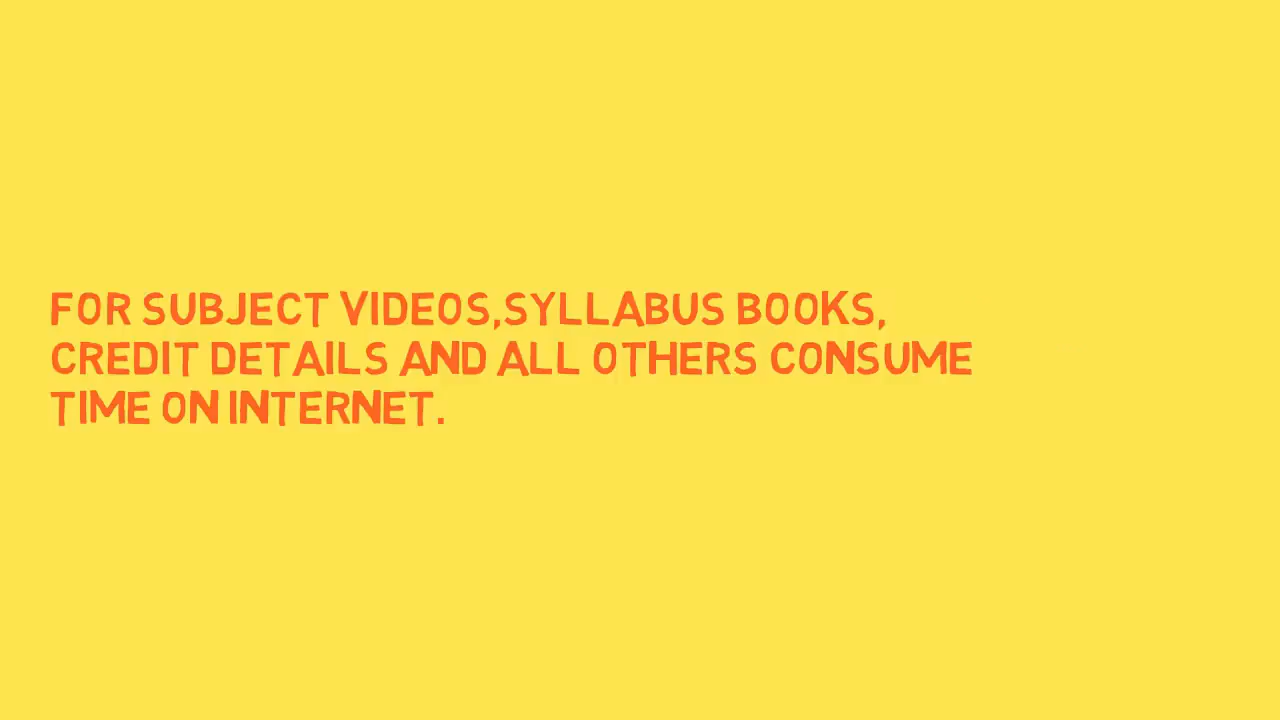 FOR SUBJECT VIDEOS,SYLLABUS BOOKS,
CREDIT DETAILS AND ALL OTHERS CONSUME
TIME ON INTERNET.